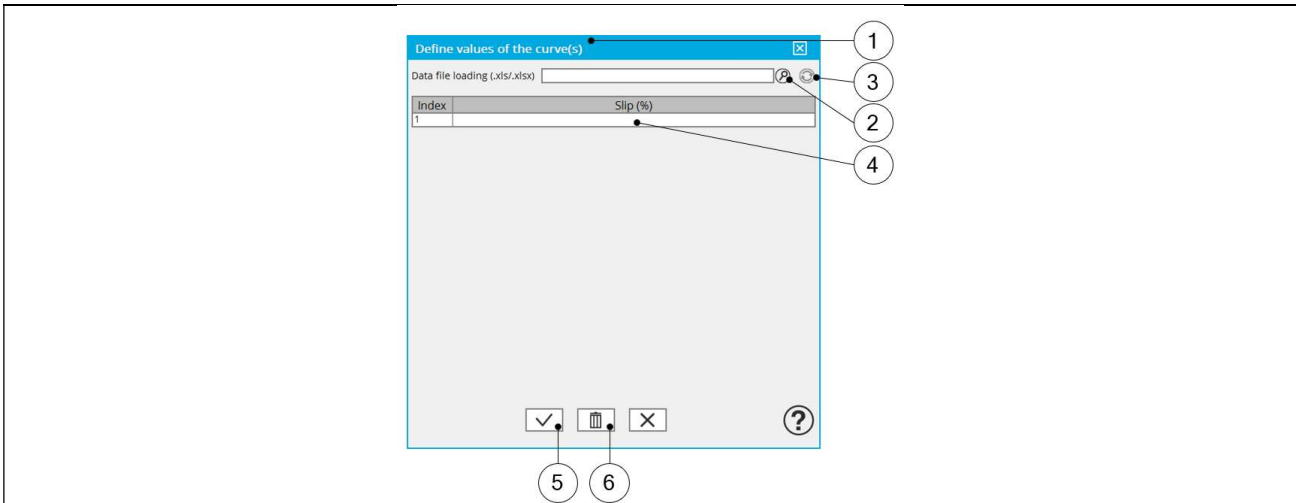 Define values of the curve(s)
1
Data file loading (.xls/.xlsx)
3
Index Slip (%)
2
1
4
?
5 6